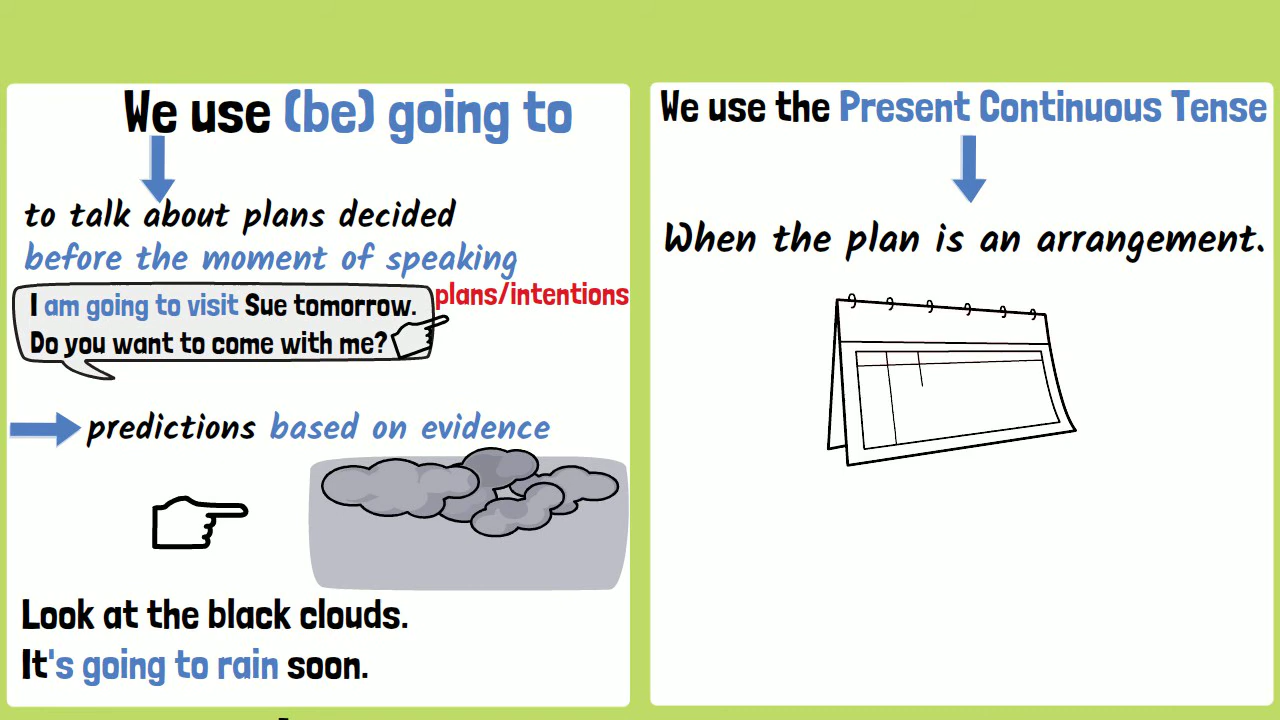 We use (be) going to
to talk about plans decided
before the moment of speaking
plans/intentions
I am going to visit Sue tomorrow.
Do you want to come with me?
predictions based on evidence
Look at the black clouds.
It's going to rain soon.
We use the Present Continuous Tense
When the plan is an arrangement.